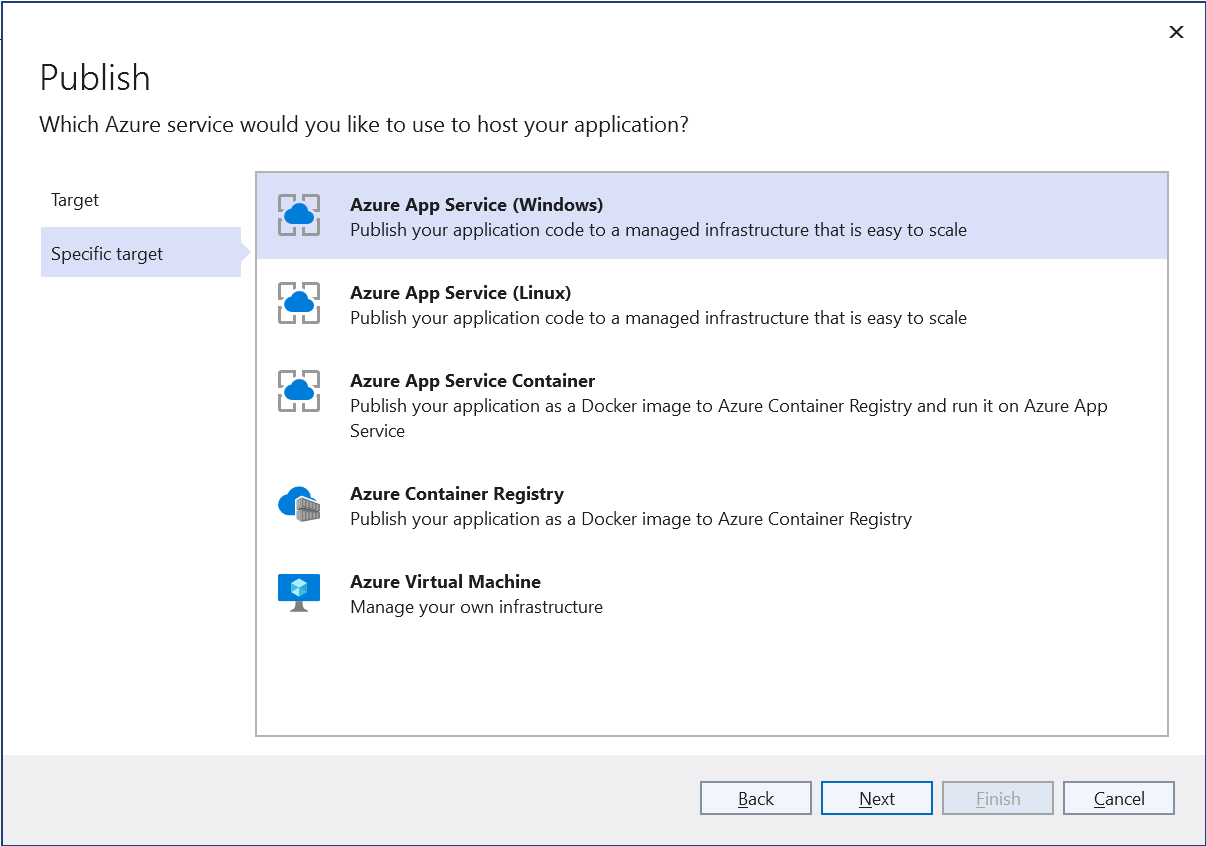 Publish
Which Azure service would you like to use to host your application?
Target
Specific target
Azure App Service (Windows)
Publish your application code to a managed infrastructure that is easy to scale
Azure App Service (Linux)
Publish your application code to a managed infrastructure that is easy to scale
Azure App Service Container
Publish your application as a Docker image to Azure Container Registry and run it on Azure App
Service
Azure Container Registry
Publish your application as a Docker image to Azure Container Registry
Azure Virtual Machine
Manage your own infrastructure
Back
Next
Finish
Cancel